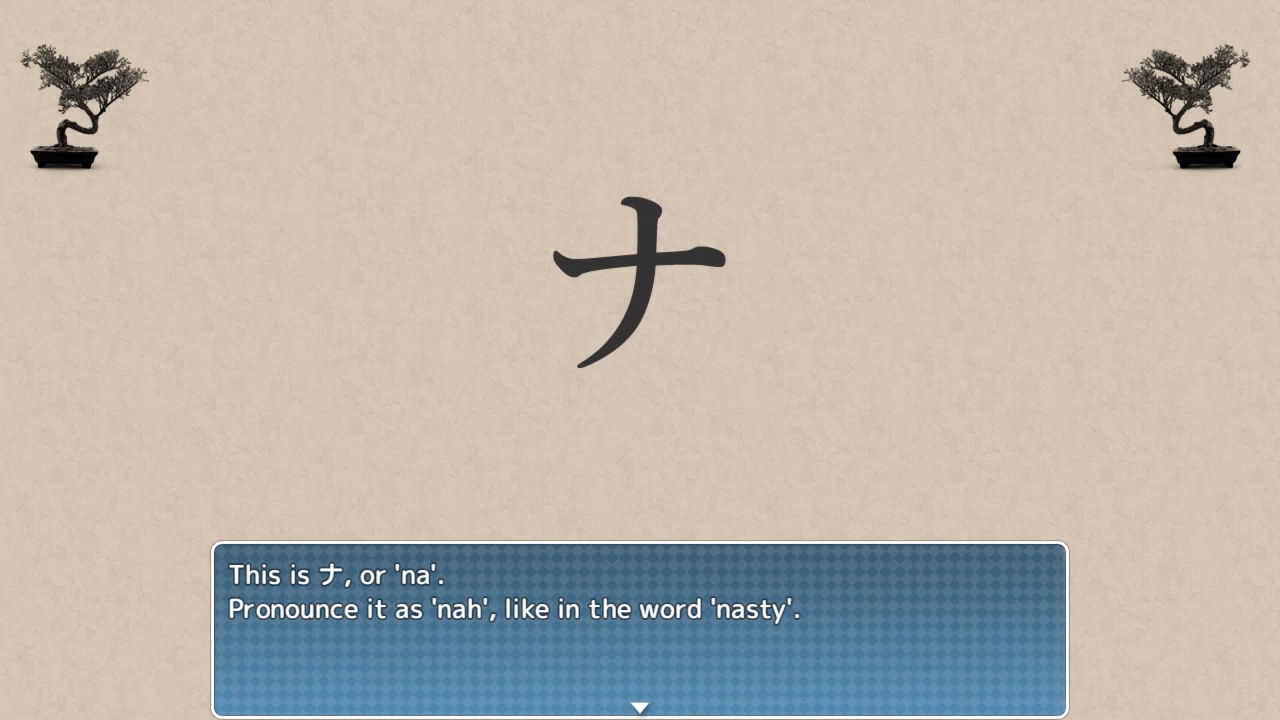 ナ
This is ナ, or 'na'.
Pronounce it as 'nah', like in the word 'nasty'.